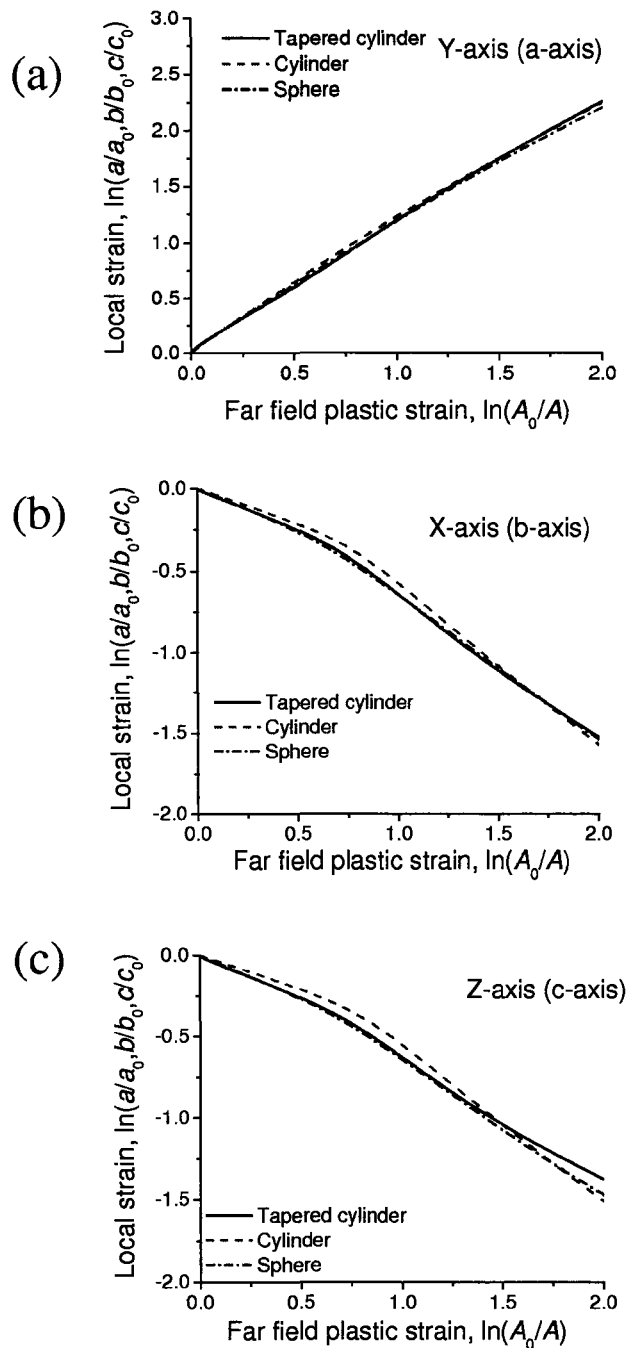 (a)
Local strain, ln(a/a₀,b/b₀,c/c₀)
3.0
2.5
2.0
1.5
1.0
0.5
0.0
Tapered cylinder
Cylinder
Sphere
Y-axis (a-axis)
0.0 0.5 1.0 1.5 2.0
Far field plastic strain, ln(A₀/A)
(b)
Local strain, ln(a/a₀,b/b₀,c/c₀)
0.0
-0.5
-1.0
-1.5
-2.0
X-axis (b-axis)
Tapered cylinder
Cylinder
Sphere
0.0 0.5 1.0 1.5 2.0
Far field plastic strain, ln(A₀/A)
(c)
Local strain, ln(a/a₀,b/b₀,c/c₀)
0.0
-0.5
-1.0
-1.5
-2.0
Z-axis (c-axis)
Tapered cylinder
Cylinder
Sphere
0.0 0.5 1.0 1.5 2.0
Far field plastic strain, ln(A₀/A)